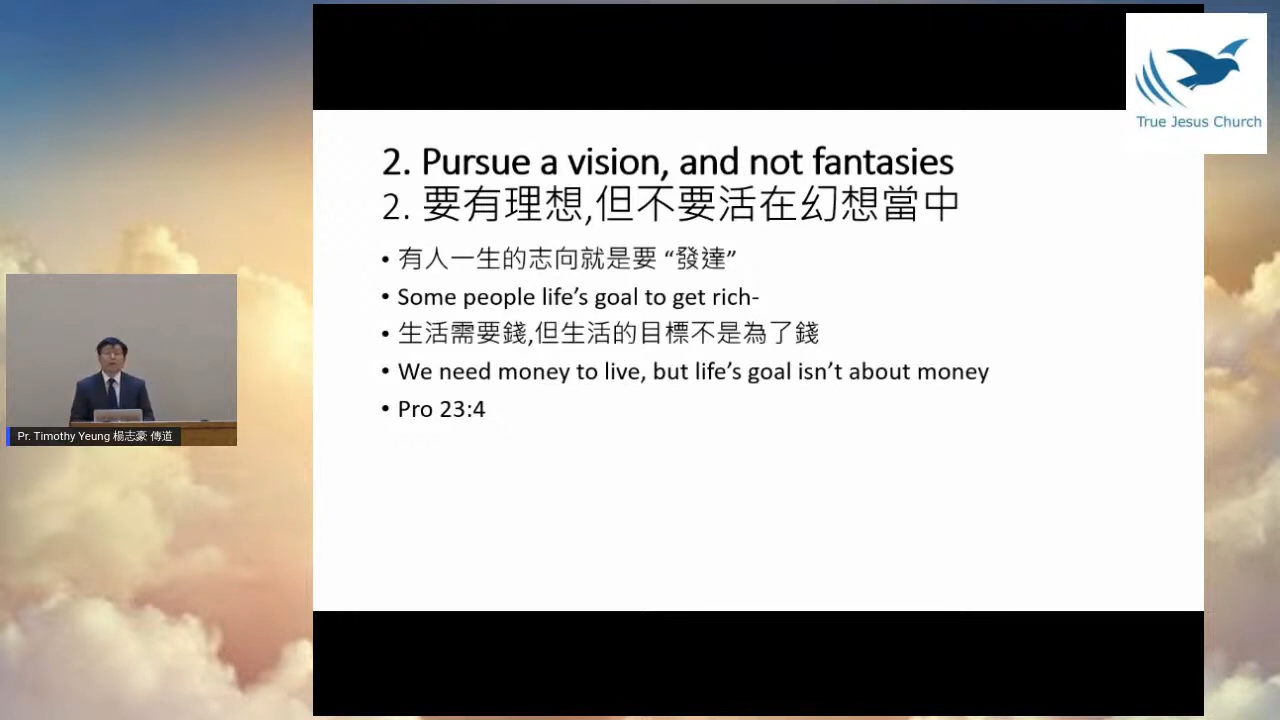 True Jesus Church
2. Pursue a vision, and not fantasies
2. 要有理想,但不要活在幻想當中
• 有人一生的志向就是要 “發達”
• Some people life’s goal to get rich-
• 生活需要錢,但生活的目標不是為了錢
• We need money to live, but life’s goal isn’t about money
• Pro 23:4
Pr. Timothy Yeung 楊志豪 傳道